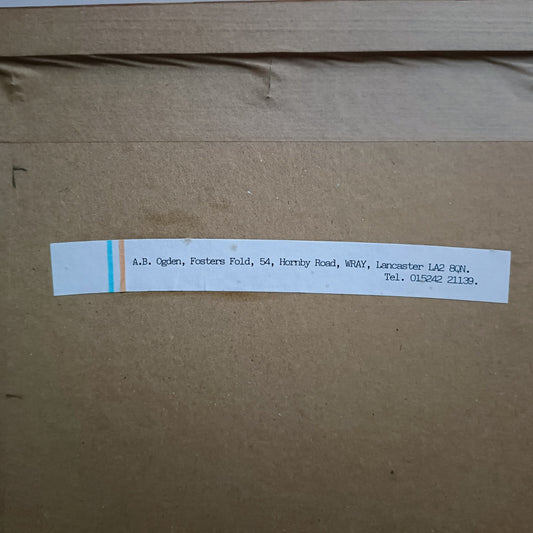 A.B. Ogden, Fosters Fold, 54, Hornby Road, WRAY, Lancaster LA2 8QN.
Tel. 015242 21139.